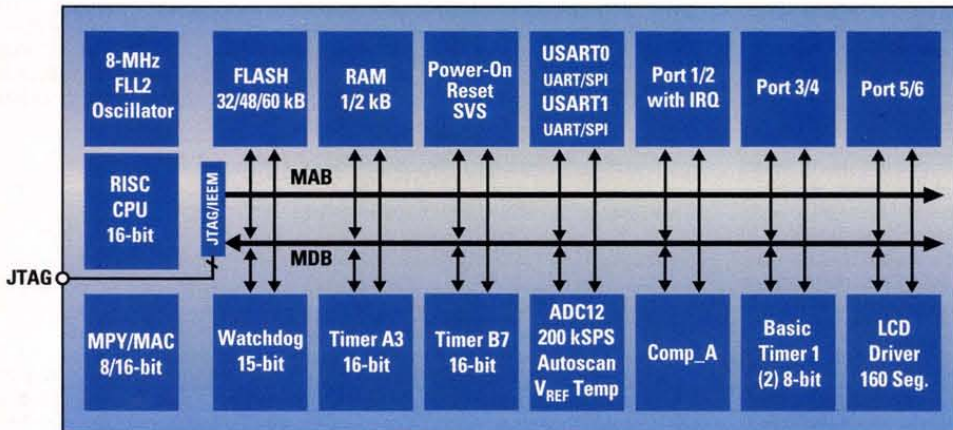 8-MHz
FLL2
Oscillator
FLASH
32/48/60 kB
RAM
1/2 kB
Power-On
Reset
SVS
USART0
UART/SPI
USART1
UART/SPI
Port 1/2
with IRQ
Port 3/4
Port 5/6
RISC
CPU
16-bit
JTAG/IEEM
MAB
MDB
JTAG
MPY/MAC
8/16-bit
Watchdog
15-bit
Timer A3
16-bit
Timer B7
16-bit
ADC12
200 kSPS
Autoscan
VREF Temp
Comp_A
Basic
Timer 1
(2) 8-bit
LCD
Driver
160 Seg.